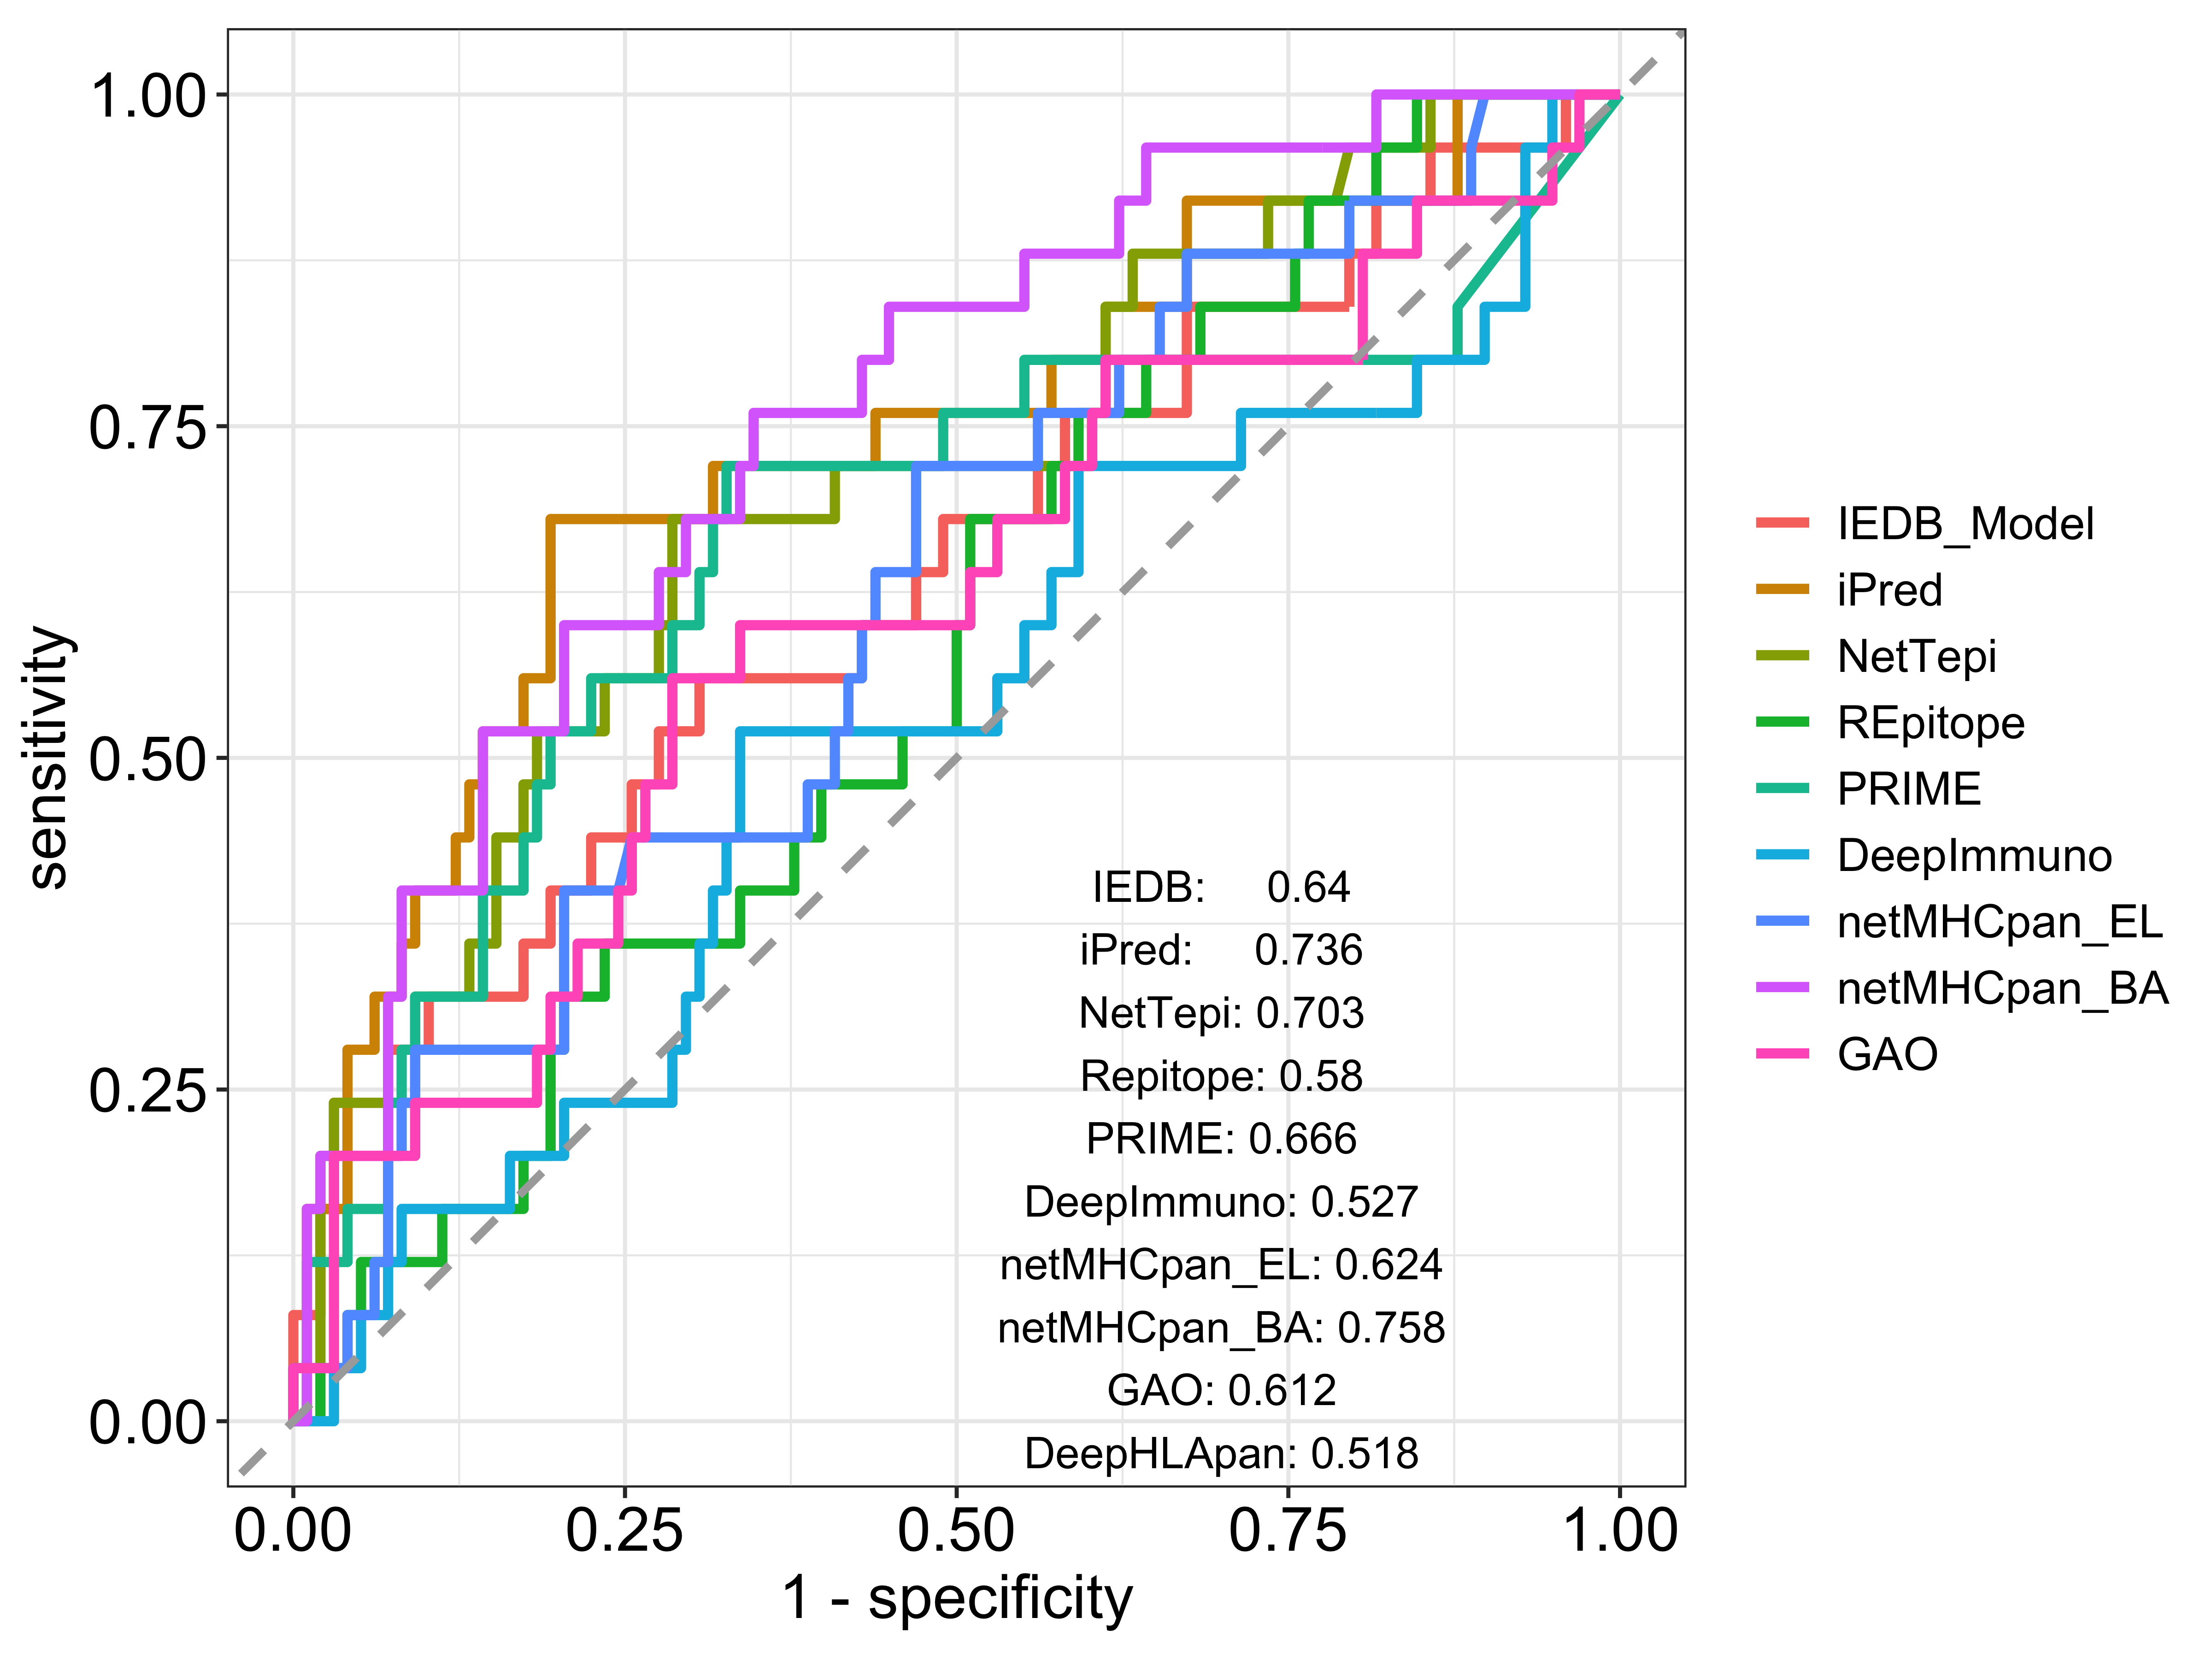 1.00
0.75
0.50
0.25
0.00
sensitivity
0.00 0.25 0.50 0.75 1.00
1 - specificity
IEDB: 0.64
iPred: 0.736
NetTepi: 0.703
Repitope: 0.58
PRIME: 0.666
DeepImmuno: 0.527
netMHCpan_EL: 0.624
netMHCpan_BA: 0.758
GAO: 0.612
DeepHLApan: 0.518
IEDB_Model
iPred
NetTepi
REpitope
PRIME
DeepImmuno
netMHCpan_EL
netMHCpan_BA
GAO